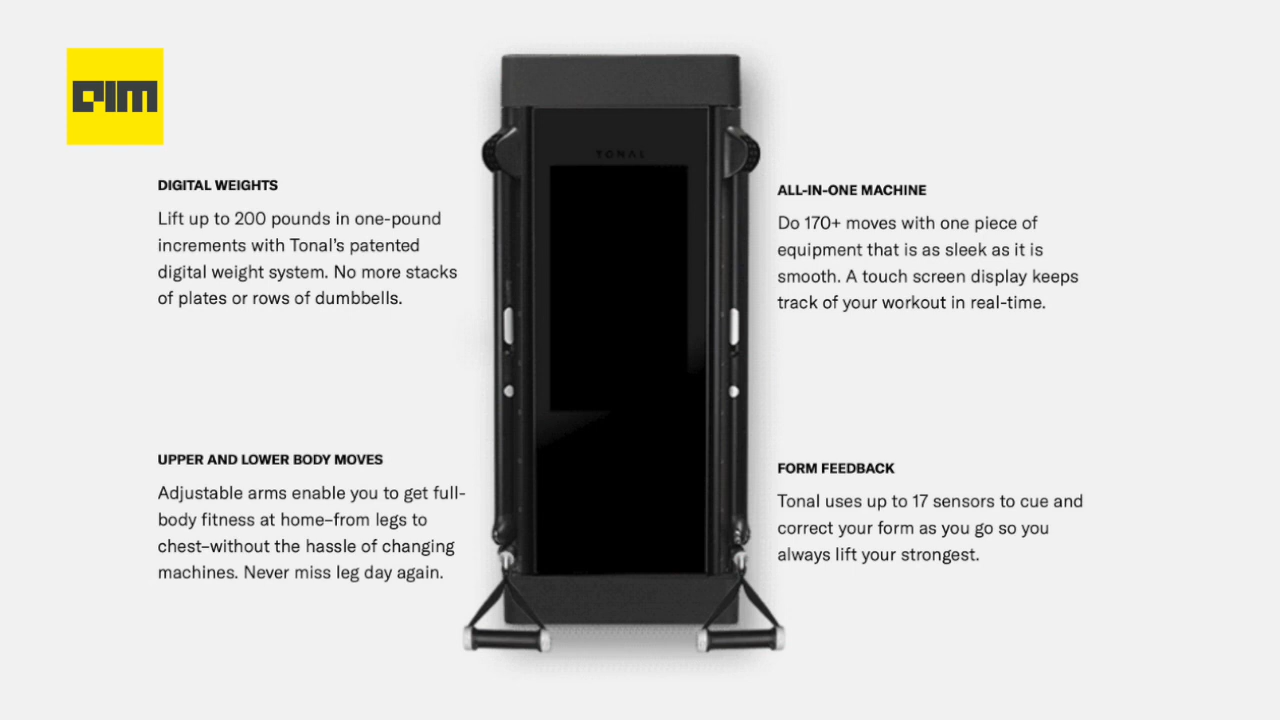 AIM
TONAL
DIGITAL WEIGHTS
Lift up to 200 pounds in one-pound
increments with Tonal's patented
digital weight system. No more stacks
of plates or rows of dumbbells.
ALL-IN-ONE MACHINE
Do 170+ moves with one piece of
equipment that is as sleek as it is
smooth. A touch screen display keeps
track of your workout in real-time.
UPPER AND LOWER BODY MOVES
Adjustable arms enable you to get full-
body fitness at home–from legs to
chest–without the hassle of changing
machines. Never miss leg day again.
FORM FEEDBACK
Tonal uses up to 17 sensors to cue and
correct your form as you go so you
always lift your strongest.